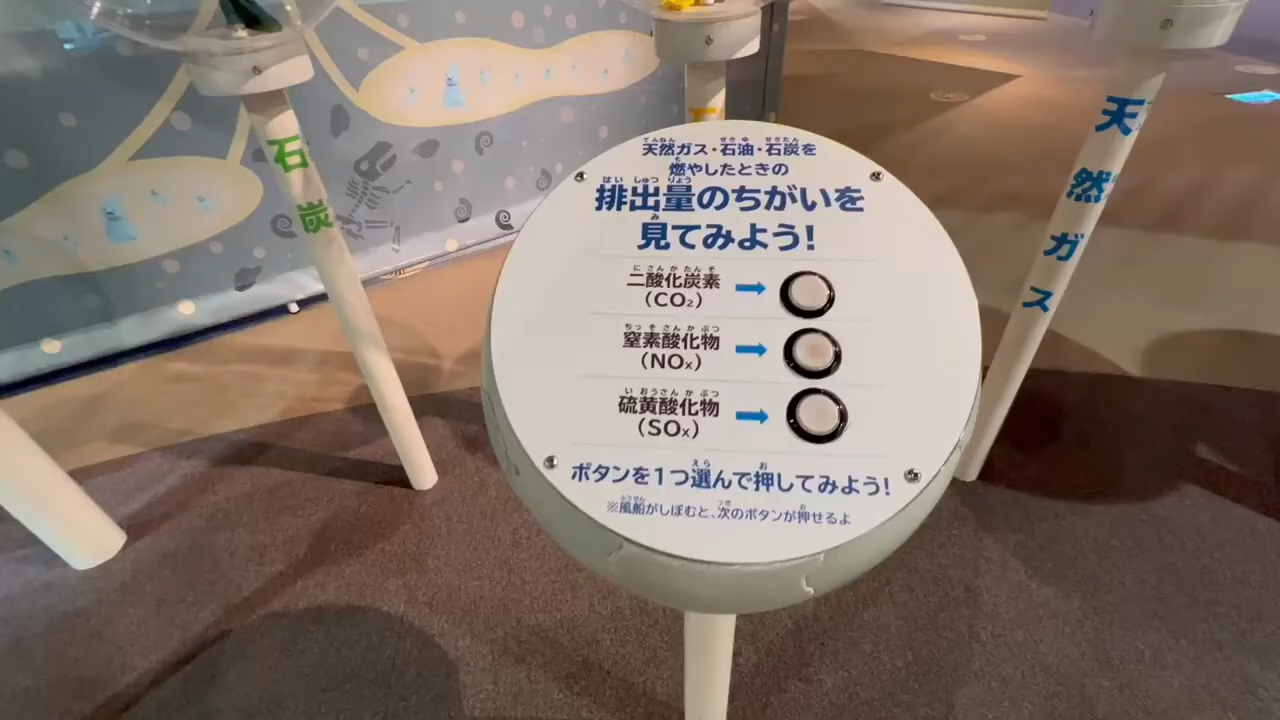 石炭
天然ガス
天然ガス・石油・石炭を
燃やしたときの
排出量のちがいを
見てみよう!
二酸化炭素
(CO₂)
窒素酸化物
(NOx)
硫黄酸化物
(SOx)
ボタンを1つ選んで押してみよう!
※風船がしぼむと、次のボタンが押せるよ